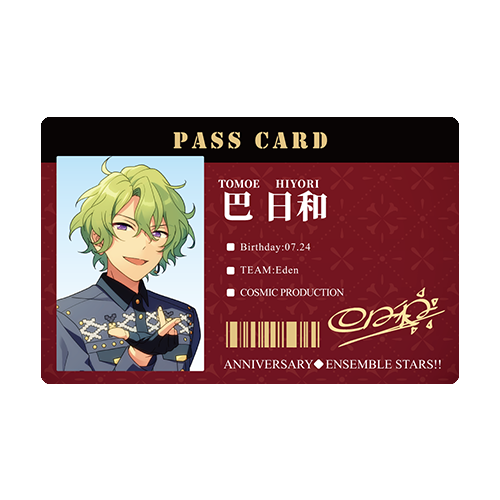 PASS CARD
TOMOE HIYORI
巴 日和
Birthday:07.24
TEAM:Eden
COSMIC PRODUCTION
ANNIVERSARY◆ENSEMBLE STARS!!